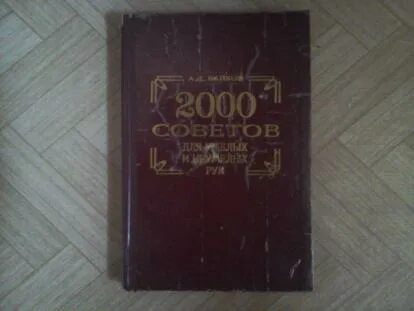 2000
СОВЕТОВ
ДЛЯ УМЕЛЫХ
И НЕУМЕЛЫХ
РУК